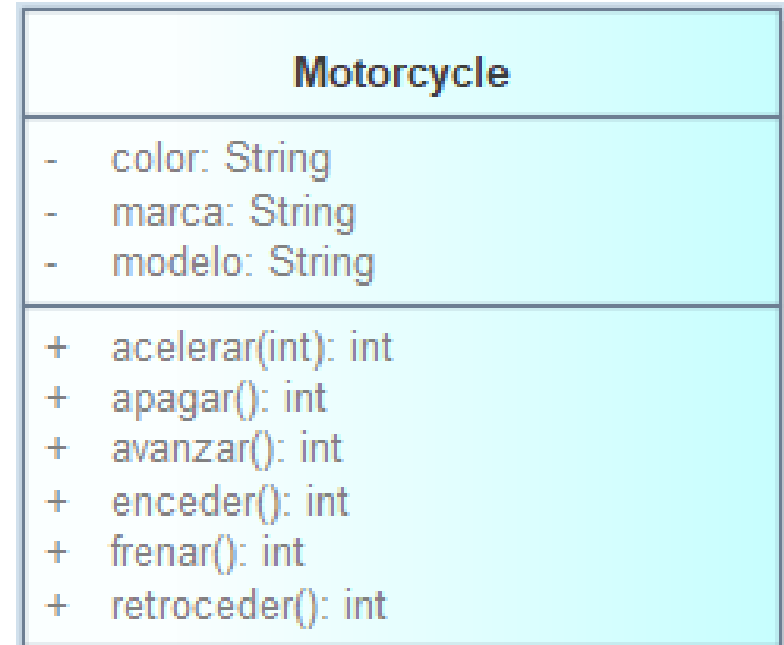 Motorcycle
- color: String
- marca: String
- modelo: String
+ acelerar(int): int
+ apagar(): int
+ avanzar(): int
+ enceder(): int
+ frenar(): int
+ retroceder(): int